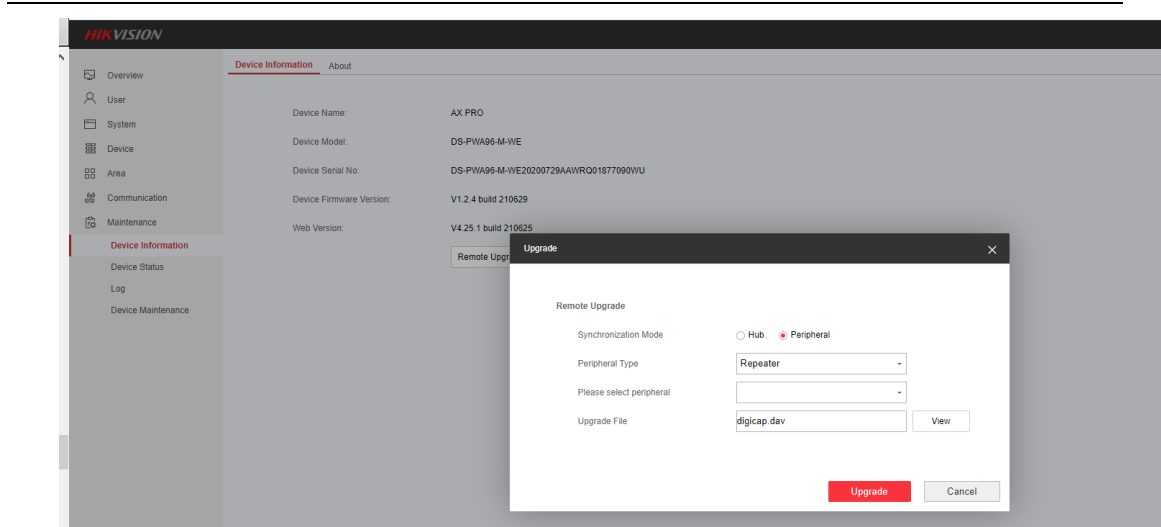 HIKVISION
Device Information About
Overview
User
System
Device
Area
Communication
Maintenance
Device Information
Device Status
Log
Device Maintenance
Device Name: AX PRO
Device Model: DS-PWA96-M-WE
Device Serial No: DS-PWA96-M-WE20200729AAWRQ01877090WU
Device Firmware Version: V1.2.4 build 210629
Web Version: V4.25.1 build 210625
Remote Upgr
Upgrade
Remote Upgrade
Synchronization Mode Hub Peripheral
Peripheral Type Repeater
Please select peripheral
Upgrade File digicap.dav View
Upgrade Cancel